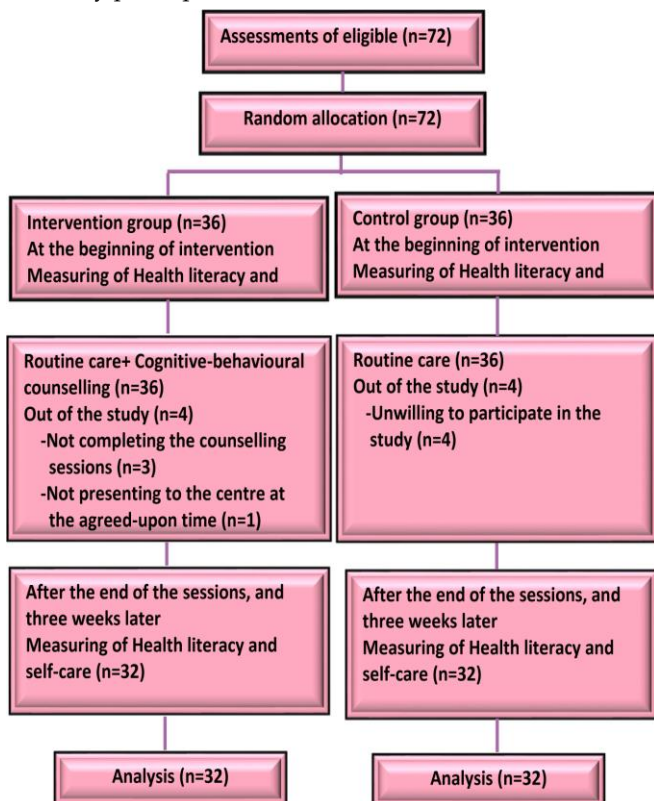 Assessments of eligible (n=72)
Random allocation (n=72)
Intervention group (n=36)
At the beginning of intervention
Measuring of Health literacy and
Control group (n=36)
At the beginning of intervention
Measuring of Health literacy and
Routine care+ Cognitive-behavioural
counselling (n=36)
Out of the study (n=4)
-Not completing the counselling
sessions (n=3)
-Not presenting to the centre at
the agreed-upon time (n=1)
Routine care (n=36)
Out of the study (n=4)
-Unwilling to participate in the
study (n=4)
After the end of the sessions, and
three weeks later
Measuring of Health literacy and
self-care (n=32)
After the end of the sessions, and
three weeks later
Measuring of Health literacy and
self-care (n=32)
Analysis (n=32)
Analysis (n=32)